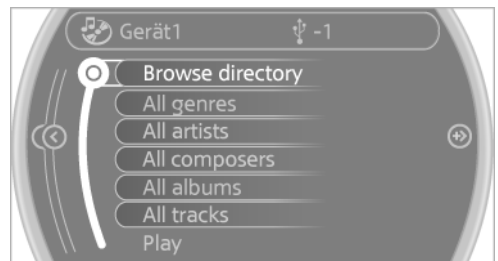 Gerät1 -1
Browse directory
All genres
All artists
All composers
All albums
All tracks
Play